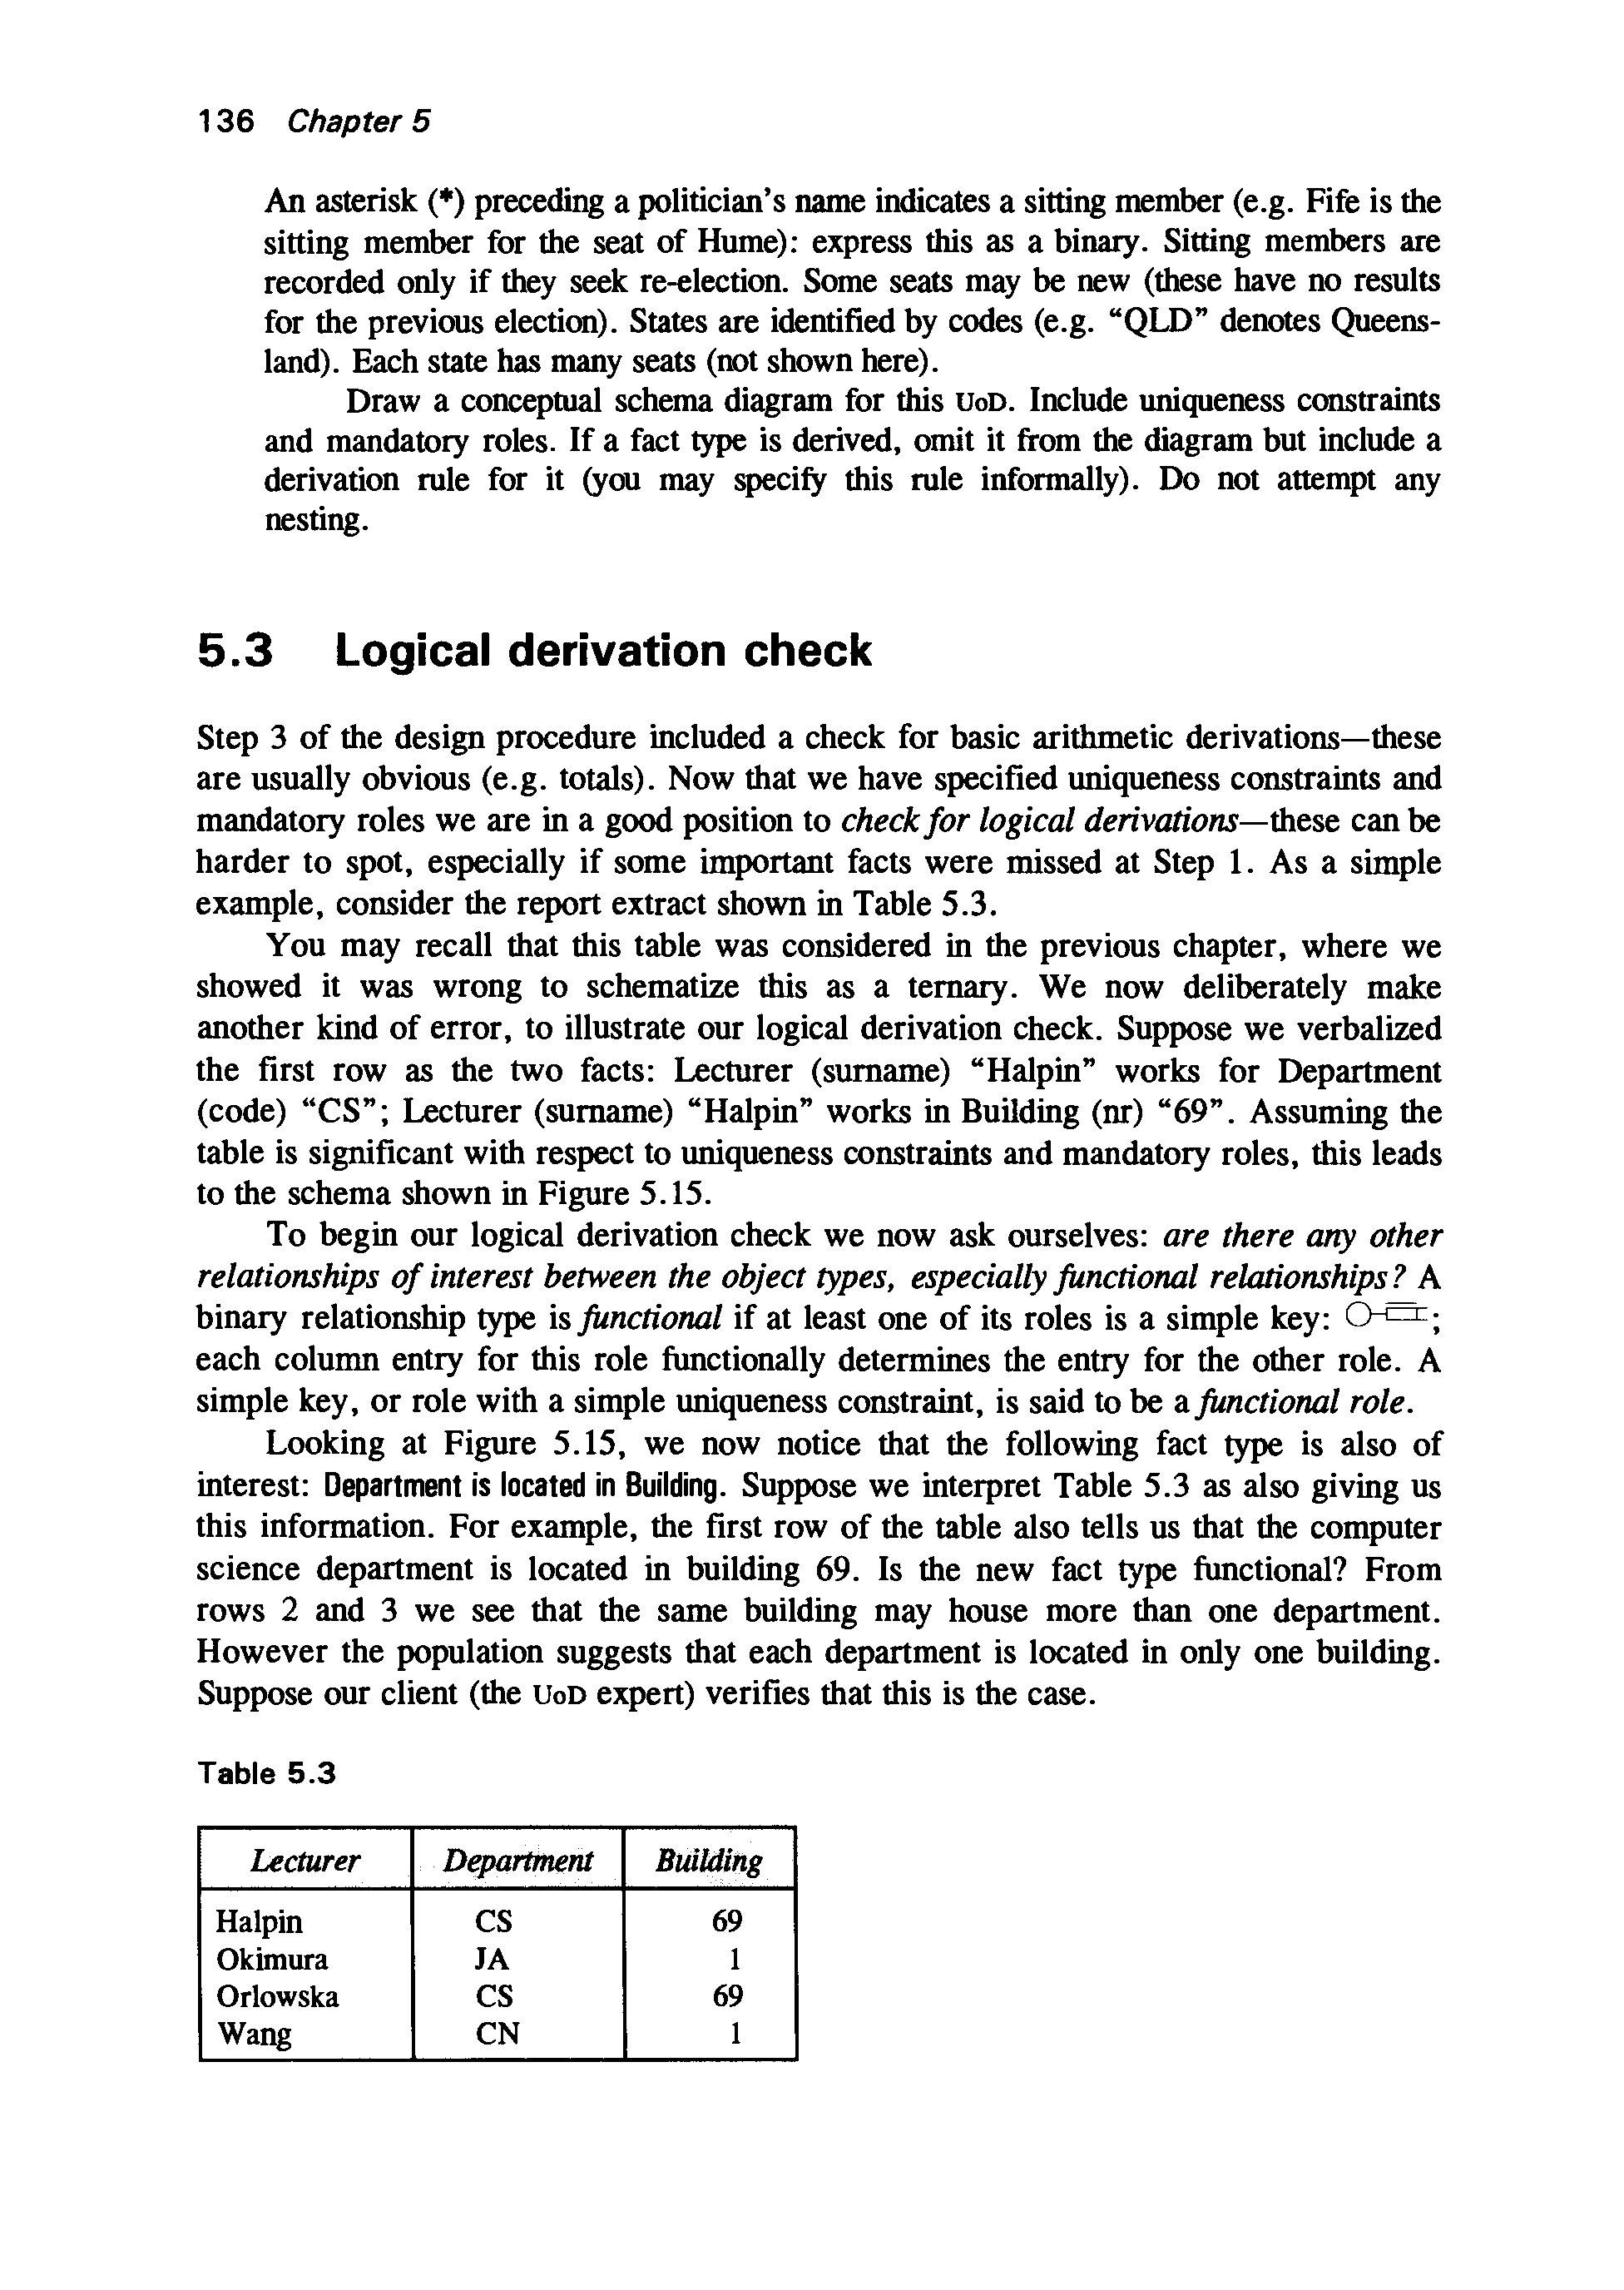 136 Chapter 5
An asterisk (*) preceding a politician's name indicates a sitting member (e.g. Fife is the
sitting member for the seat of Hume): express this as a binary. Sitting members are
recorded only if they seek re-election. Some seats may be new (these have no results
for the previous election). States are identified by codes (e.g. “QLD” denotes Queens-
land). Each state has many seats (not shown here).
Draw a conceptual schema diagram for this UoD. Include uniqueness constraints
and mandatory roles. If a fact type is derived, omit it from the diagram but include a
derivation rule for it (you may specify this rule informally). Do not attempt any
nesting.
5.3 Logical derivation check
Step 3 of the design procedure included a check for basic arithmetic derivations—these
are usually obvious (e.g. totals). Now that we have specified uniqueness constraints and
mandatory roles we are in a good position to check for logical derivations—these can be
harder to spot, especially if some important facts were missed at Step 1. As a simple
example, consider the report extract shown in Table 5.3.
You may recall that this table was considered in the previous chapter, where we
showed it was wrong to schematize this as a ternary. We now deliberately make
another kind of error, to illustrate our logical derivation check. Suppose we verbalized
the first row as the two facts: Lecturer (surname) “Halpin” works for Department
(code) “CS”; Lecturer (surname) “Halpin” works in Building (nr) “69”. Assuming the
table is significant with respect to uniqueness constraints and mandatory roles, this leads
to the schema shown in Figure 5.15.
To begin our logical derivation check we now ask ourselves: are there any other
relationships of interest between the object types, especially functional relationships? A
binary relationship type is functional if at least one of its roles is a simple key: ;
each column entry for this role functionally determines the entry for the other role. A
simple key, or role with a simple uniqueness constraint, is said to be a functional role.
Looking at Figure 5.15, we now notice that the following fact type is also of
interest: Department is located in Building. Suppose we interpret Table 5.3 as also giving us
this information. For example, the first row of the table also tells us that the computer
science department is located in building 69. Is the new fact type functional? From
rows 2 and 3 we see that the same building may house more than one department.
However the population suggests that each department is located in only one building.
Suppose our client (the UoD expert) verifies that this is the case.
Table 5.3
Lecturer Department Building
Halpin CS 69
Okimura JA 1
Orlowska CS 69
Wang CN 1